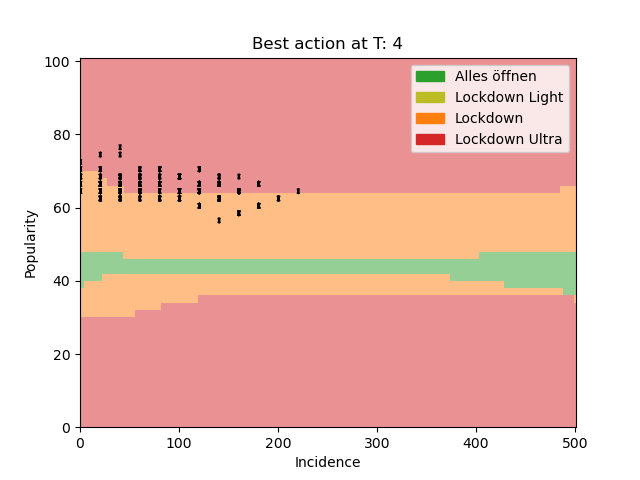 Best action at T: 4
100
80
60
40
20
0
Popularity
Alles öffnen
Lockdown Light
Lockdown
Lockdown Ultra
0
100
200
300
400
500
Incidence